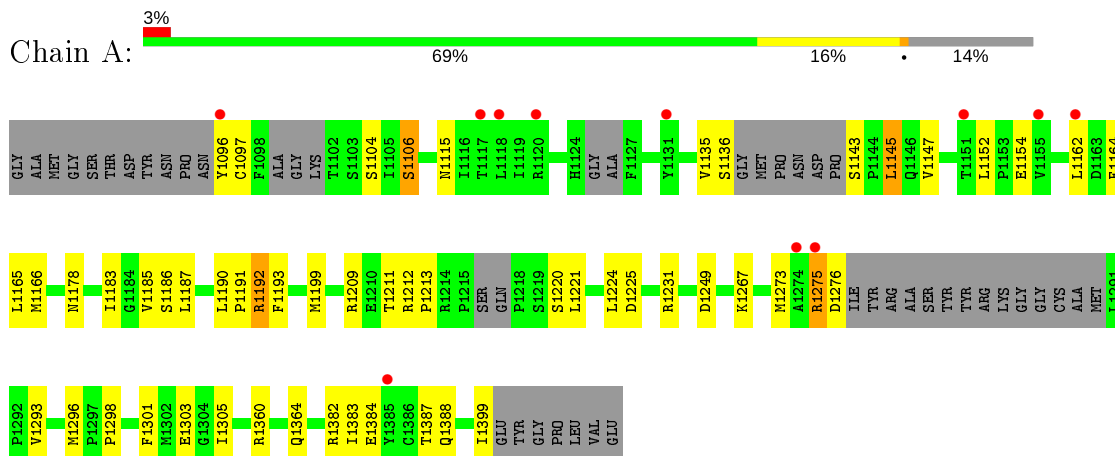 3%
Chain A:
69% 16% • 14%
GLY ALA MET GLY SER THR ASP TYR ASN PRO ASN Y1096 C1097 F1098 ALA GLY LYS T1102 S1103 S1104 I1105 S1106 N1115 I1116 T1117 L1118 I1119 R1120 H1124 GLY ALA F1127 Y1131 V1135 S1136 GLY MET PRO ASN ASP PRO S1143 P1144 L1145 Q1146 V1147 T1151 L1152 P1153 E1154 V1155 L1162 D1163 F1164
L1165 M1166 N1178 I1183 G1184 V1185 S1186 L1187 L1190 P1191 R1192 F1193 M1199 R1209 E1210 T1211 R1212 P1213 R1214 P1215 SER GLN P1218 S1219 S1220 L1221 L1224 D1225 R1231 D1249 K1267 M1273 A1274 R1275 D1276 ILE TYR ARG ALA SER TYR TYR ARG LYS GLY GLY CYS ALA MET L1291
P1292 V1293 M1296 P1297 P1298 F1301 M1302 E1303 G1304 I1305 R1360 Q1364 R1382 I1383 E1384 Y1385 C1386 T1387 Q1388 I1399 GLU TYR GLY PRO LEU VAL GLU